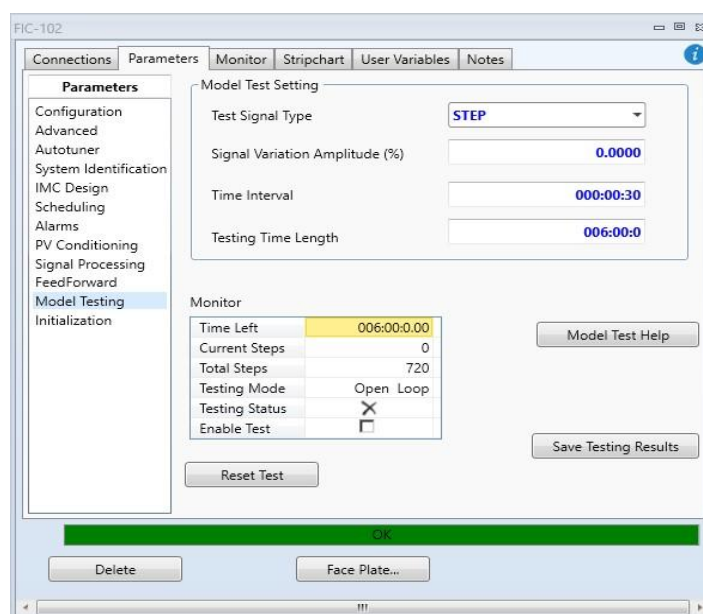 FIC-102
Connections Parameters Monitor Stripchart User Variables Notes
Parameters
Configuration
Advanced
Autotuner
System Identification
IMC Design
Scheduling
Alarms
PV Conditioning
Signal Processing
FeedForward
Model Testing
Initialization
Model Test Setting
Test Signal Type STEP
Signal Variation Amplitude (%) 0.0000
Time Interval 000:00:30
Testing Time Length 006:00:0
Monitor
Time Left 006:00:0.00
Current Steps 0
Total Steps 720
Testing Mode Open Loop
Testing Status
Enable Test
Model Test Help
Save Testing Results
Reset Test
OK
Delete Face Plate...